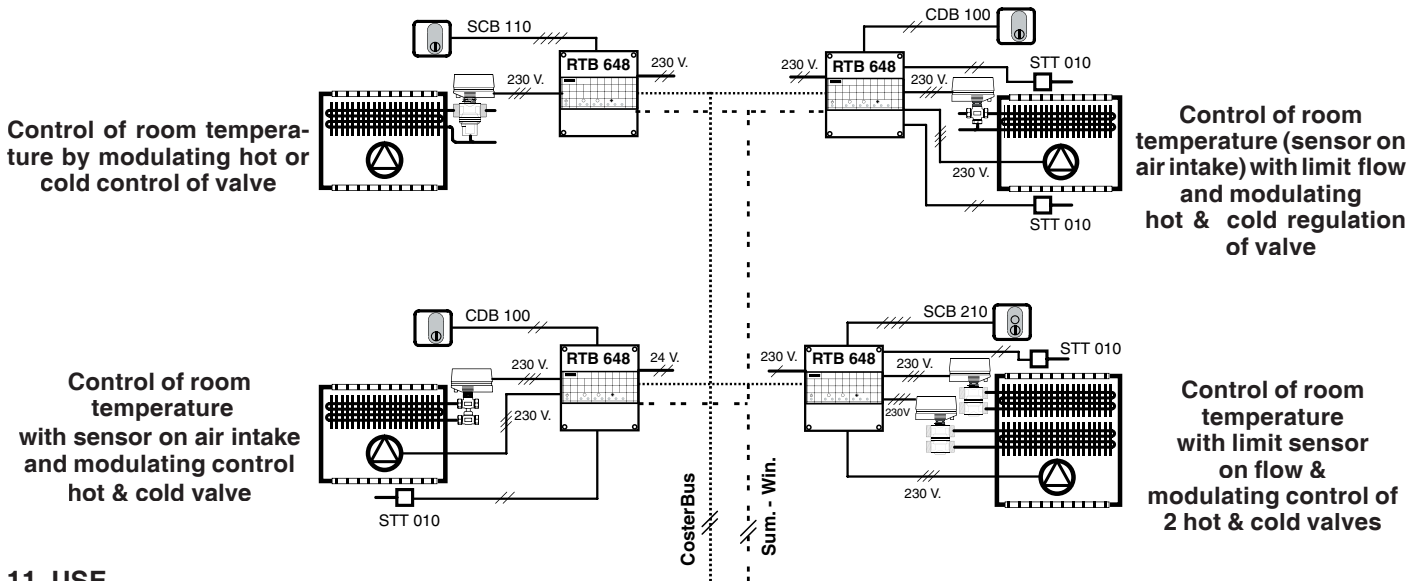 SCB 110
RTB 648
230 V.
230 V.
Control of room tempera-
ture by modulating hot or
cold control of valve
CDB 100
STT 010
230 V.
RTB 648
230 V.
230 V.
STT 010
Control of room
temperature (sensor on
air intake) with limit flow
and modulating
hot & cold regulation
of valve
CDB 100
RTB 648
24 V.
230 V.
230 V.
STT 010
Control of room
temperature
with sensor on air intake
and modulating control
hot & cold valve
CosterBus
Sum. - Win.
SCB 210
STT 010
230 V.
RTB 648
230 V.
230V
230 V.
Control of room
temperature
with limit sensor
on flow &
modulating control of
2 hot & cold valves
11. USE